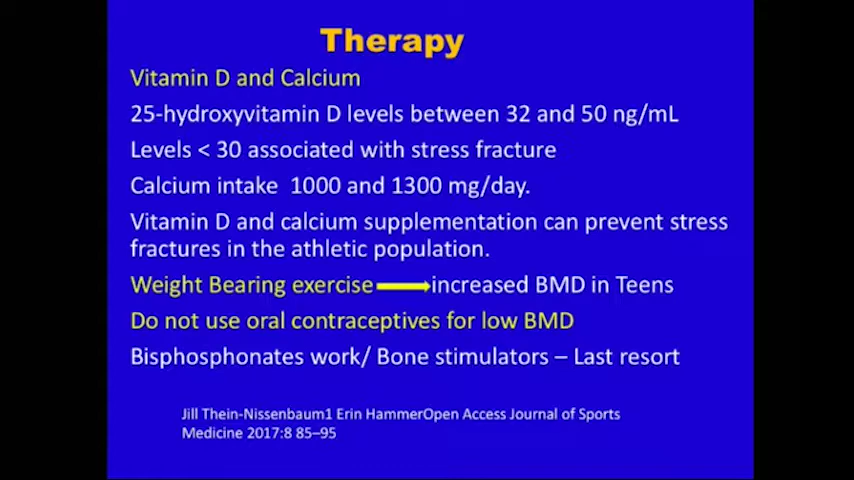 Therapy
Vitamin D and Calcium
25-hydroxyvitamin D levels between 32 and 50 ng/mL
Levels < 30 associated with stress fracture
Calcium intake  1000 and 1300 mg/day.
Vitamin D and calcium supplementation can prevent stress
fractures in the athletic population.
Weight Bearing exercise increased BMD in Teens
Do not use oral contraceptives for low BMD
Bisphosphonates work/ Bone stimulators – Last resort
Jill Thein-Nissenbaum1 Erin HammerOpen Access Journal of Sports
Medicine 2017:8 85–95